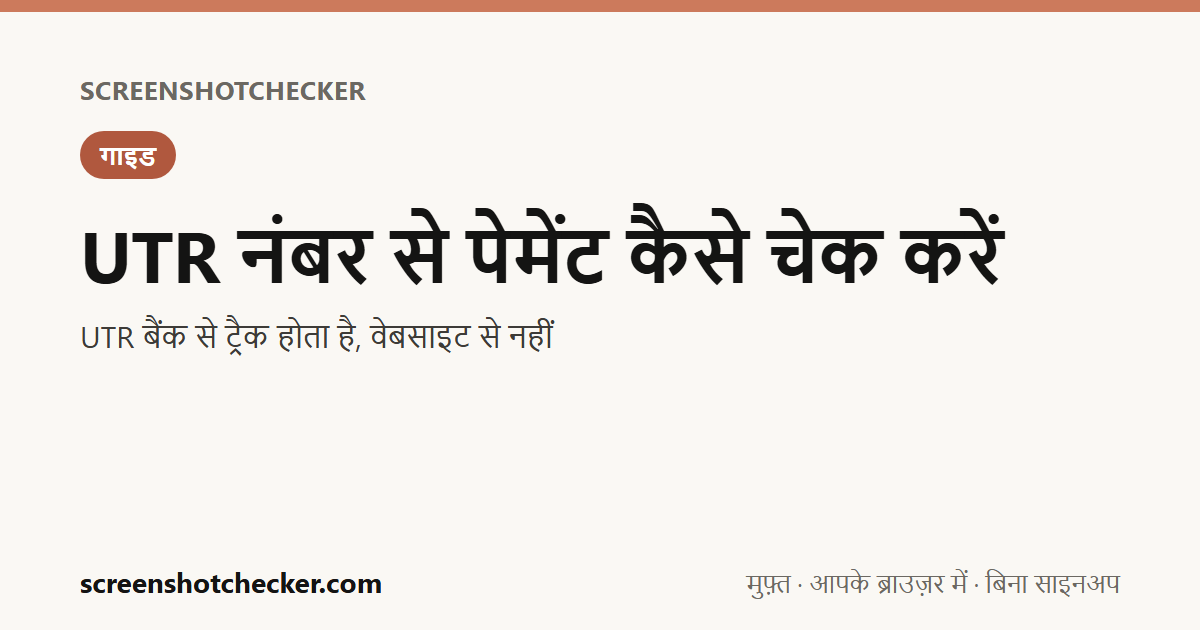 SCREENSHOTCHECKER
गाइड
UTR नंबर से पेमेंट कैसे चेक करें
UTR बैंक से ट्रैक होता है, वेबसाइट से नहीं
screenshotchecker.com
मुफ़्त · आपके ब्राउज़र में · बिना साइनअप